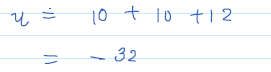 y = 10 + 10 + 12
= - 32